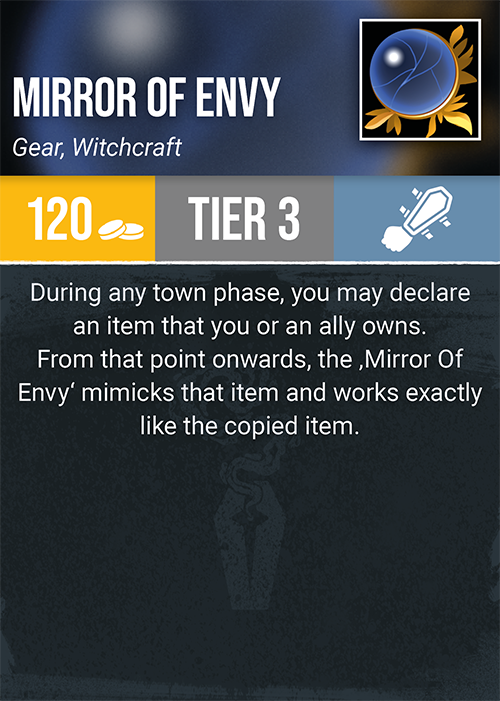 MIRROR OF ENVY
Gear, Witchcraft
120
TIER 3
During any town phase, you may declare
an item that you or an ally owns.
From that point onwards, the ‚Mirror Of
Envy‘ mimicks that item and works exactly
like the copied item.